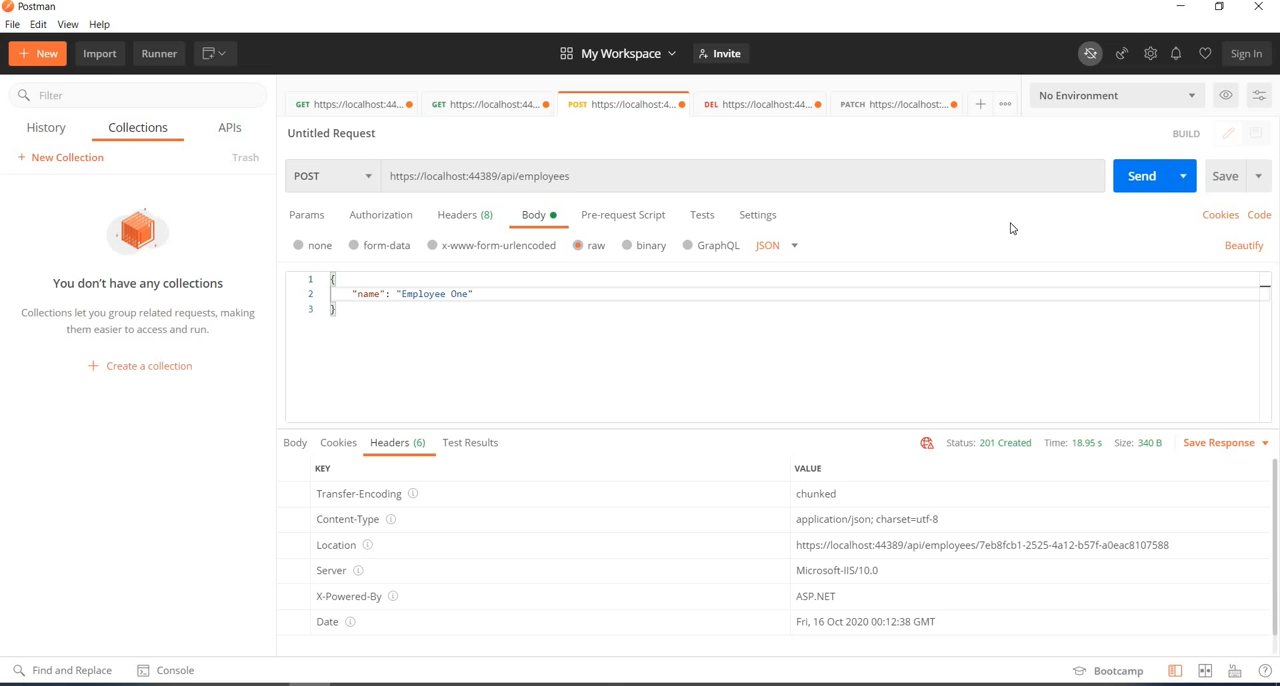 Postman
File Edit View Help
+ New Import Runner My Workspace Invite Sign In
Filter
History Collections APIs
+ New Collection Trash
You don't have any collections
Collections let you group related requests, making
them easier to access and run.
+ Create a collection
GET https://localhost:44... GET https://localhost:44... POST https://localhost:4... DEL https://localhost:44... PATCH https://localhost:...
No Environment
Untitled Request BUILD
POST https://localhost:44389/api/employees Send Save
Params Authorization Headers (8) Body Pre-request Script Tests Settings Cookies Code
none form-data x-www-form-urlencoded raw binary GraphQL JSON Beautify
1 {
2 "name": "Employee One"
3 }
Body Cookies Headers (6) Test Results Status: 201 Created Time: 18.95 s Size: 340 B Save Response
KEY VALUE
Transfer-Encoding chunked
Content-Type application/json; charset=utf-8
Location https://localhost:44389/api/employees/7eb8fcb1-2525-4a12-b57f-a0eac8107588
Server Microsoft-IIS/10.0
X-Powered-By ASP.NET
Date Fri, 16 Oct 2020 00:12:38 GMT
Find and Replace Console Bootcamp